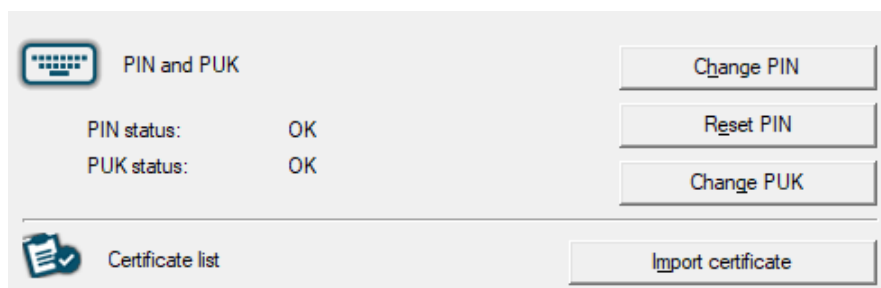 PIN and PUK
Change PIN
PIN status: OK
Reset PIN
PUK status: OK
Change PUK
Certificate list
Import certificate